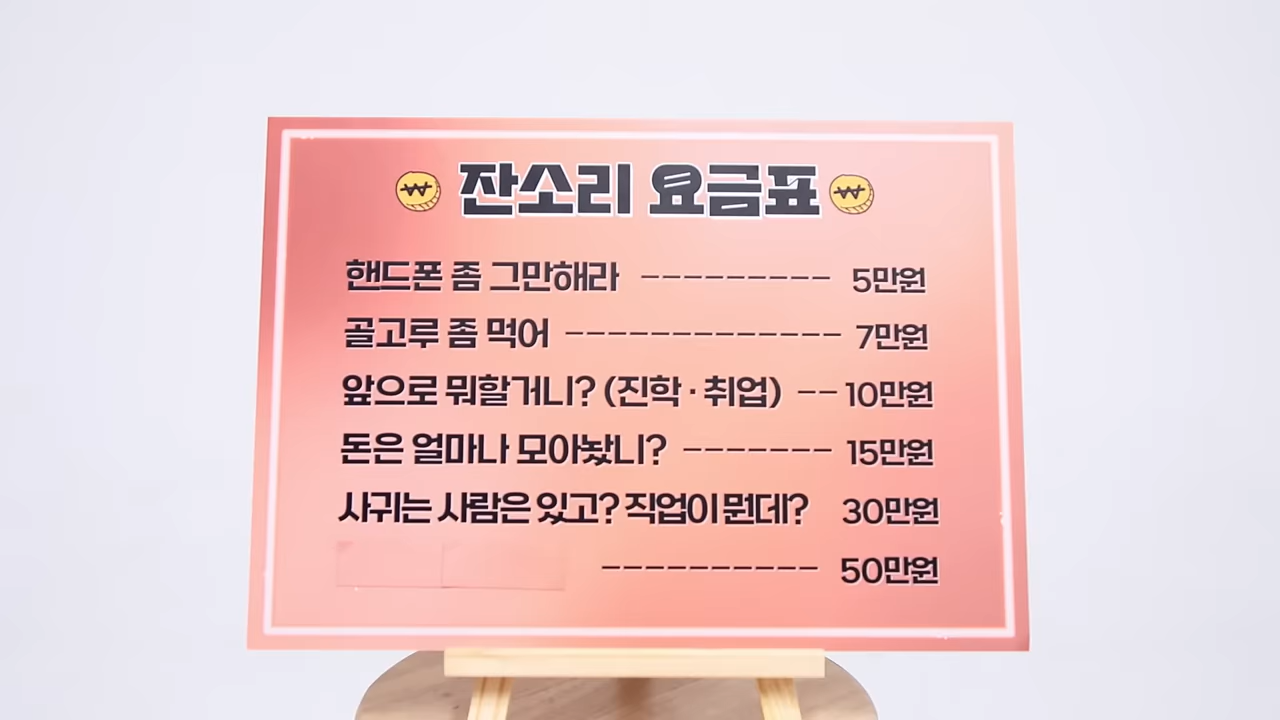 잔소리 요금표
핸드폰 좀 그만해라 --------- 5만원
골고루 좀 먹어 ------------- 7만원
앞으로 뭐할거니? (진학·취업) -- 10만원
돈은 얼마나 모아놨니? ------- 15만원
사귀는 사람은 있고? 직업이 뭔데? 30만원
---------- 50만원